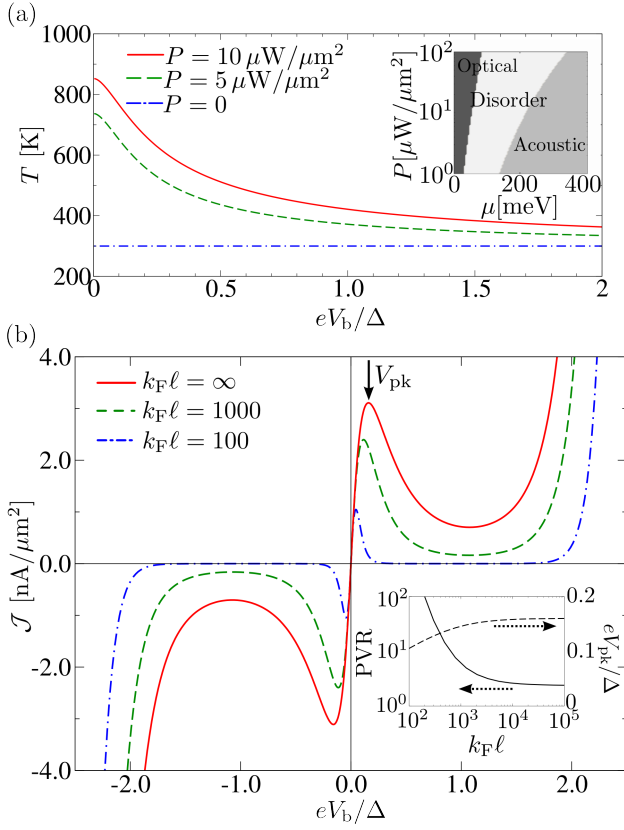 (a)
1000
800
600
400
200
T [K]
P = 10 μW/μm²
P = 5 μW/μm²
P = 0
10²
10¹
10⁰
P[μW/μm²]
Optical
Disorder
Acoustic
0 200 400
μ[meV]
0 0.5 1.0 1.5 2
eV_b/Δ
(b)
4.0
2.0
0.0
-2.0
-4.0
𝒥 [nA/μm²]
k_Fℓ = ∞
k_Fℓ = 1000
k_Fℓ = 100
V_pk
10²
10¹
10⁰
PVR
0.2
0.1
0
eV_pk/Δ
10² 10³ 10⁴ 10⁵
k_Fℓ
-2.0 -1.0 0.0 1.0 2.0
eV_b/Δ